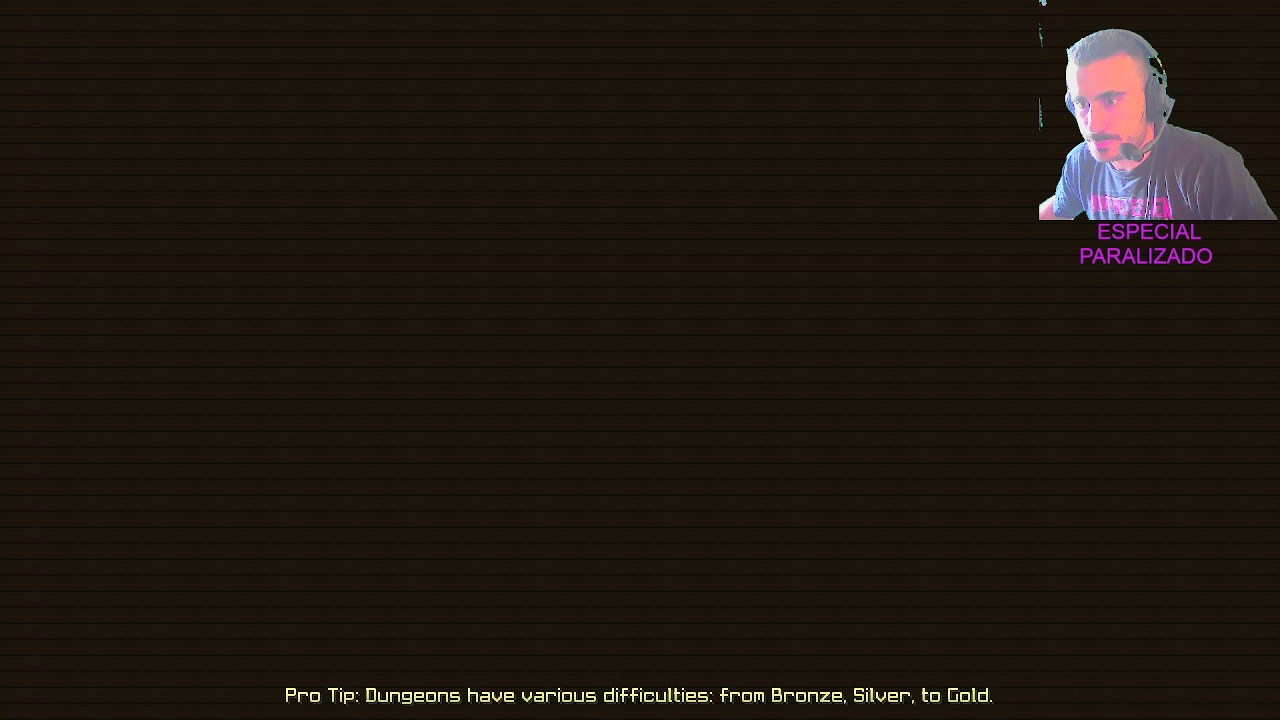 ESPECIAL
PARALIZADO
Pro Tip: Dungeons have various difficulties: from Bronze, Silver, to Gold.